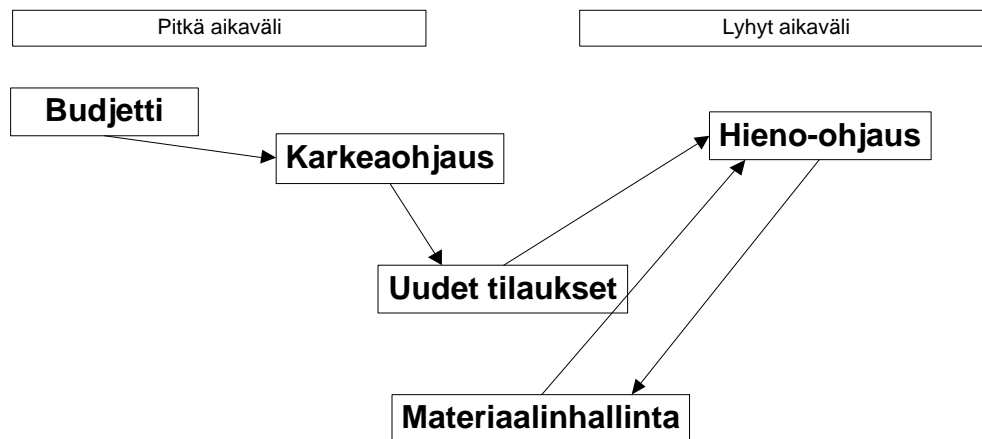 Pitkä aikaväli
Lyhyt aikaväli
Budjetti
Hieno-ohjaus
Karkeaohjaus
Uudet tilaukset
Materiaalinhallinta